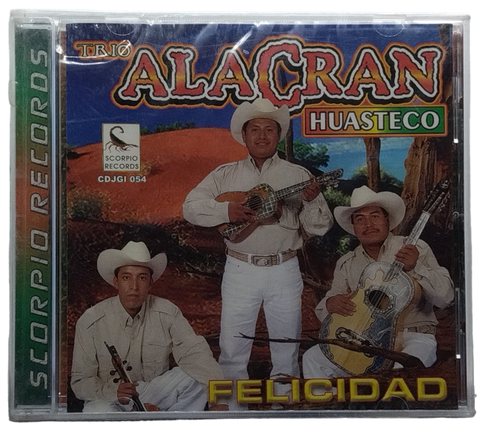 SCORPIO RECORDS
TRIO
ALACRAN
HUASTECO
SCORPIO
RECORDS
CDJGI 054
FELICIDAD